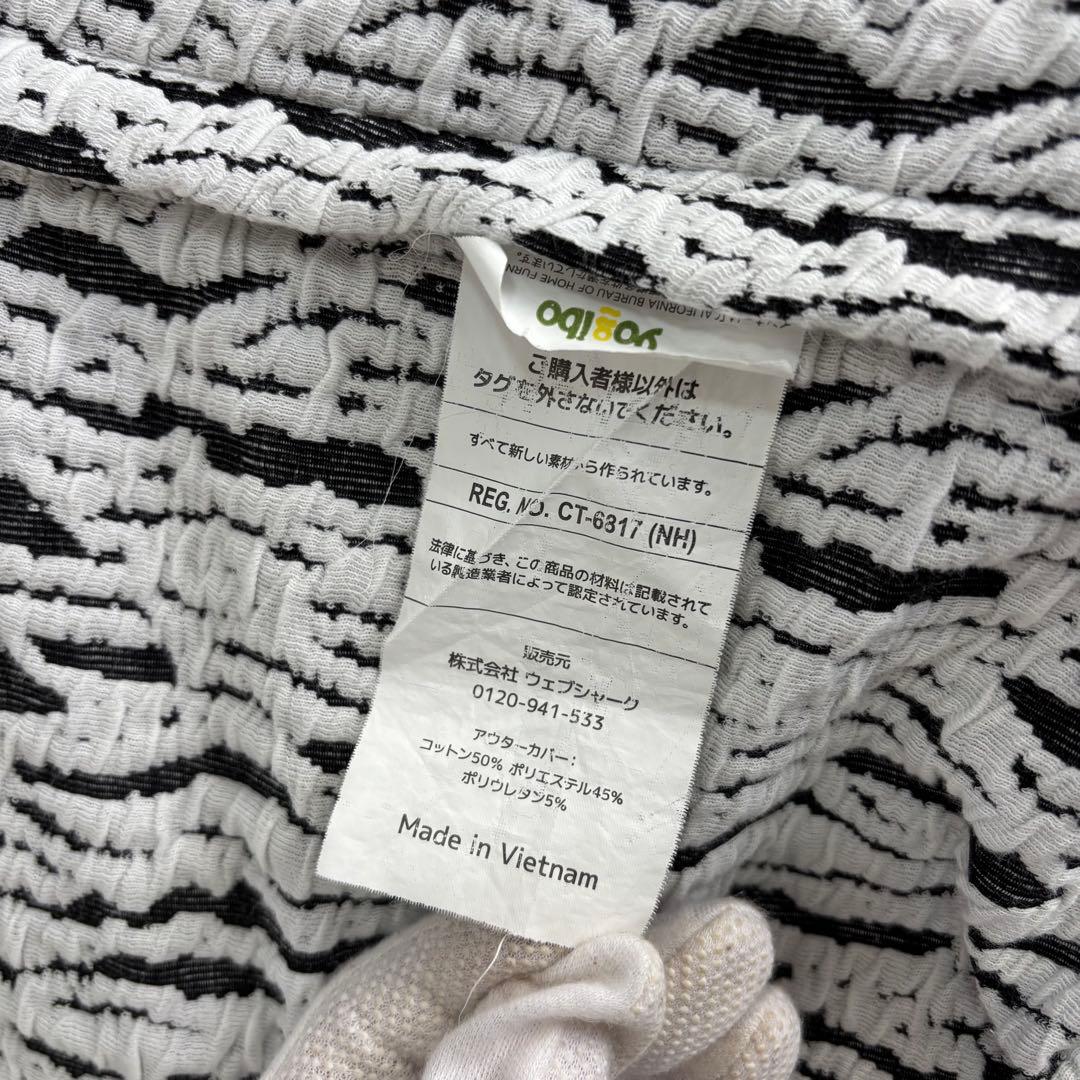 CALIFORNIA BUREAU OF HOME FURN
yogibo
ご購入者様以外は
タグを外さないでください。
すべて新しい素材から作られています。
REG. NO. CT-6817 (NH)
法律に基づき、この商品の材料は記載されて
いる製造業者によって認定されています。
販売元
株式会社 ウェブシャーク
0120-941-533
アウターカバー:
コットン50% ポリエステル45%
ポリウレタン5%
Made in Vietnam